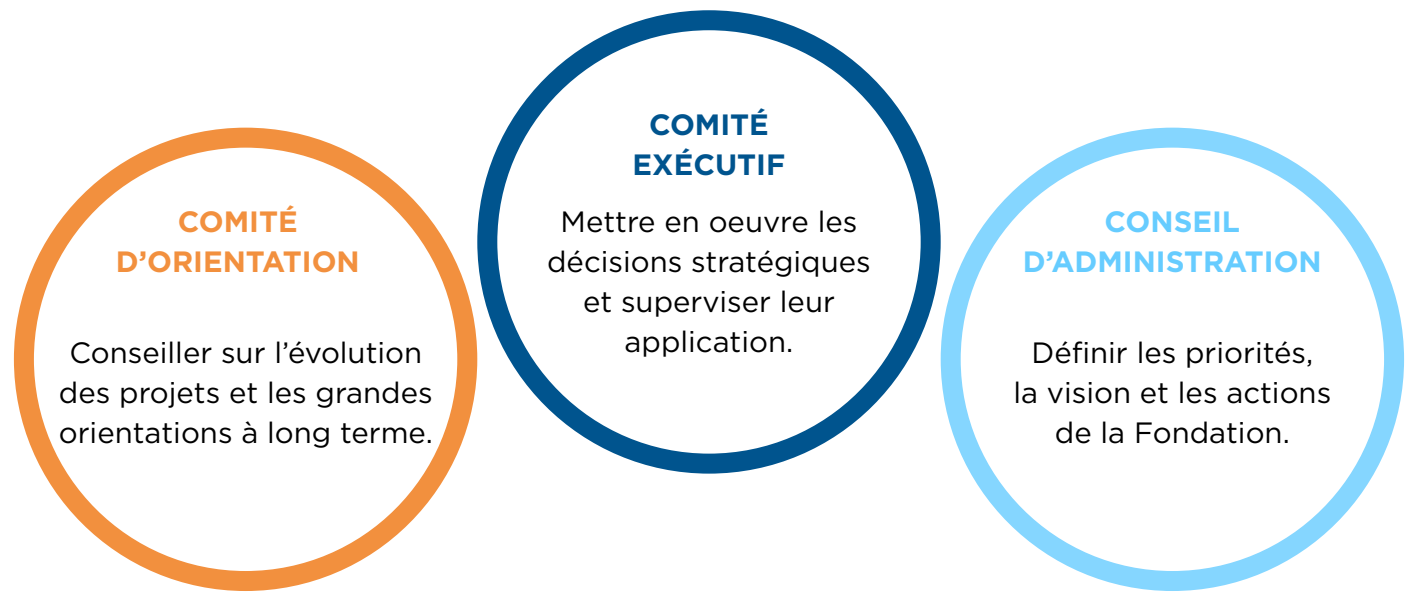 COMITÉ
D’ORIENTATION
Conseiller sur l’évolution
des projets et les grandes
orientations à long terme.
COMITÉ
EXÉCUTIF
Mettre en oeuvre les
décisions stratégiques
et superviser leur
application.
CONSEIL
D’ADMINISTRATION
Définir les priorités,
la vision et les actions
de la Fondation.